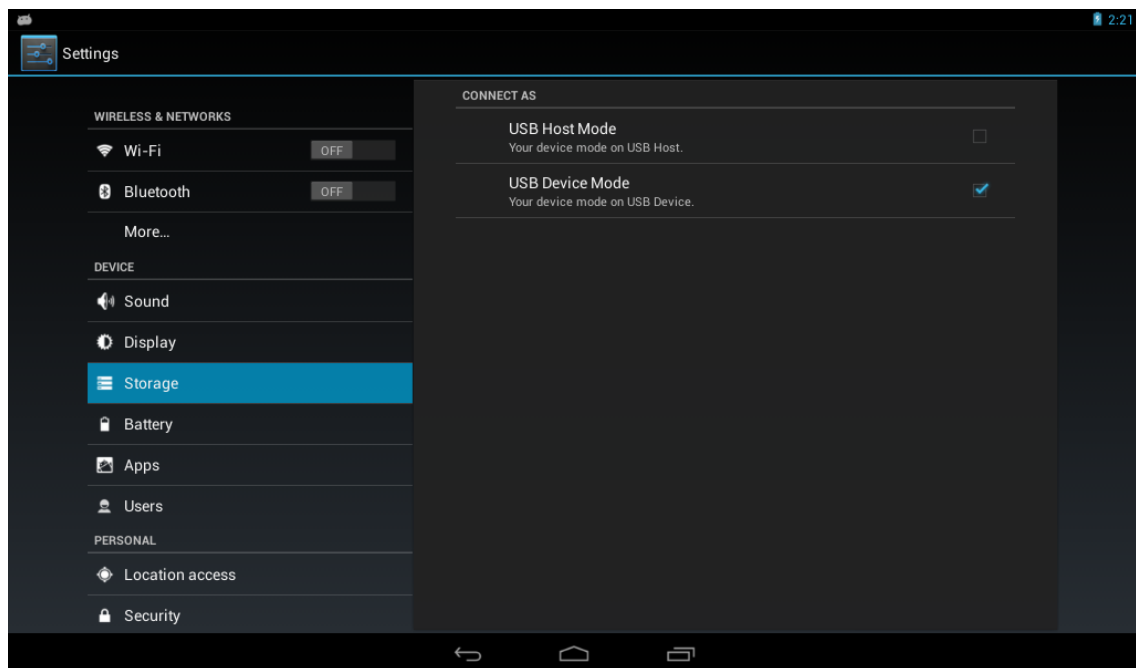 2:21
Settings
WIRELESS & NETWORKS
Wi-Fi OFF
Bluetooth OFF
More...
DEVICE
Sound
Display
Storage
Battery
Apps
Users
PERSONAL
Location access
Security
CONNECT AS
USB Host Mode
Your device mode on USB Host.
USB Device Mode
Your device mode on USB Device.